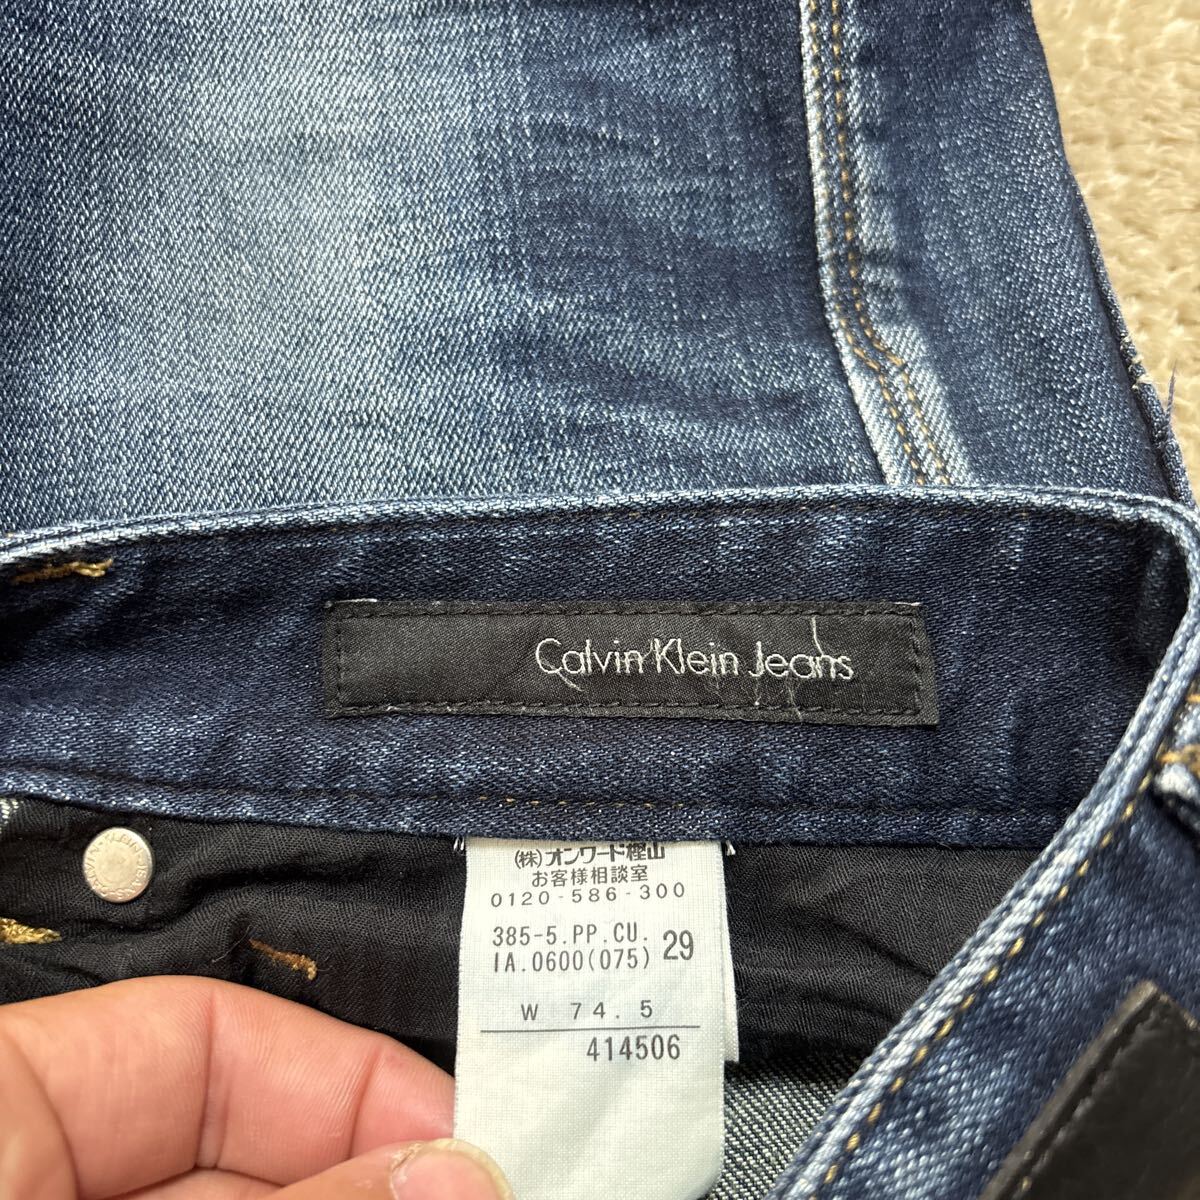 Calvin Klein Jeans
(株)オンワード樫山
お客様相談室
0120-586-300
385-5.PP.CU.
IA.0600(075) 29
W 74.5
414506